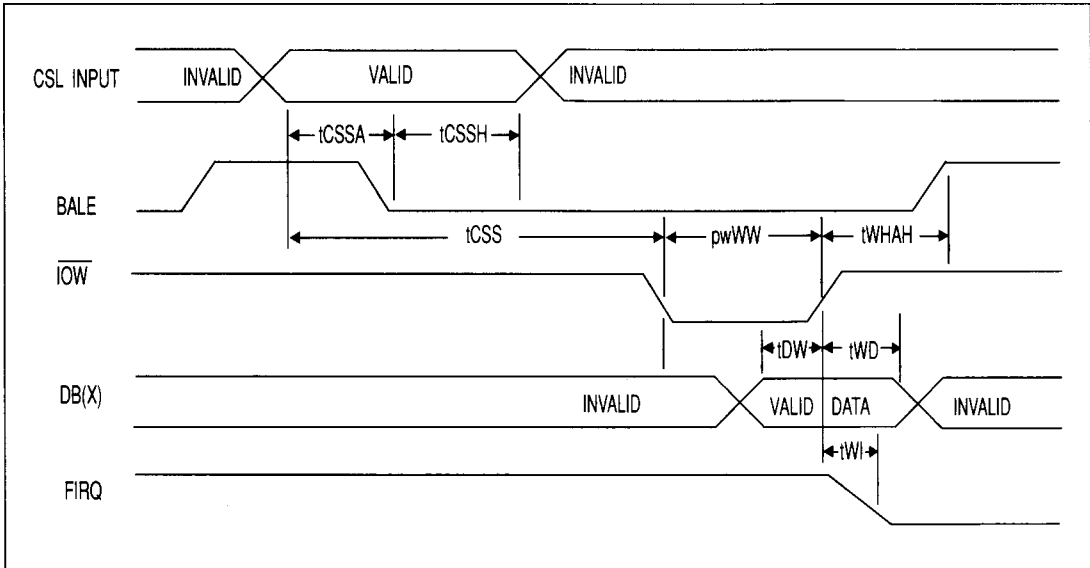 CSL INPUT INVALID VALID INVALID
tCSSA tCSSH
BALE
tCSS pwWW tWHAH
IOW
tDW tWD
DB(X) INVALID VALID DATA INVALID
tWI
FIRQ